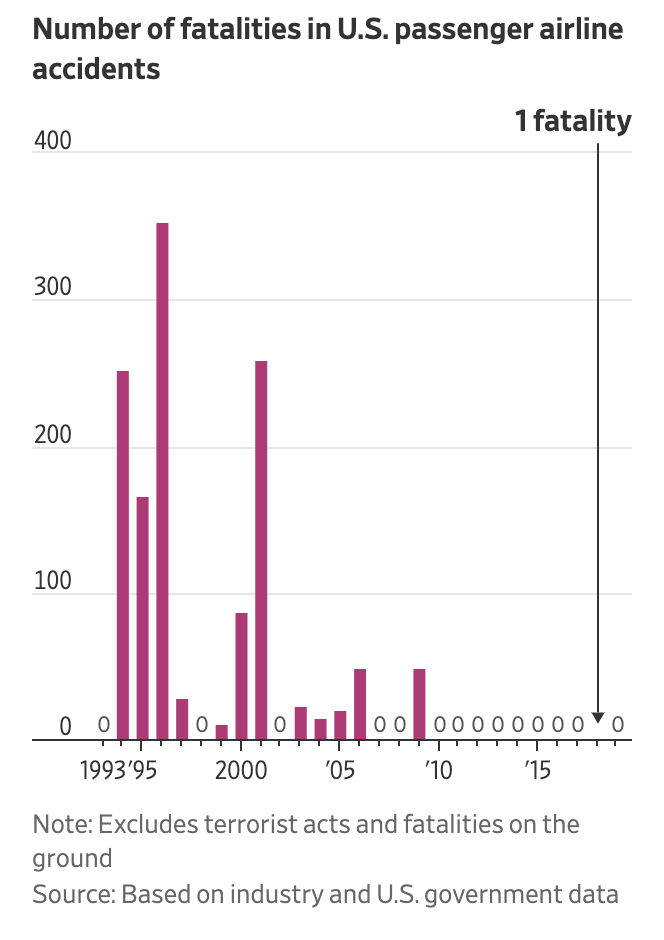 Number of fatalities in U.S. passenger airline
accidents
1 fatality
400
300
200
100
0
0 0 0 0 0 0 0 0 0 0 0 0 0 0
1993 '95 2000 '05 '10 '15
Note: Excludes terrorist acts and fatalities on the
ground
Source: Based on industry and U.S. government data